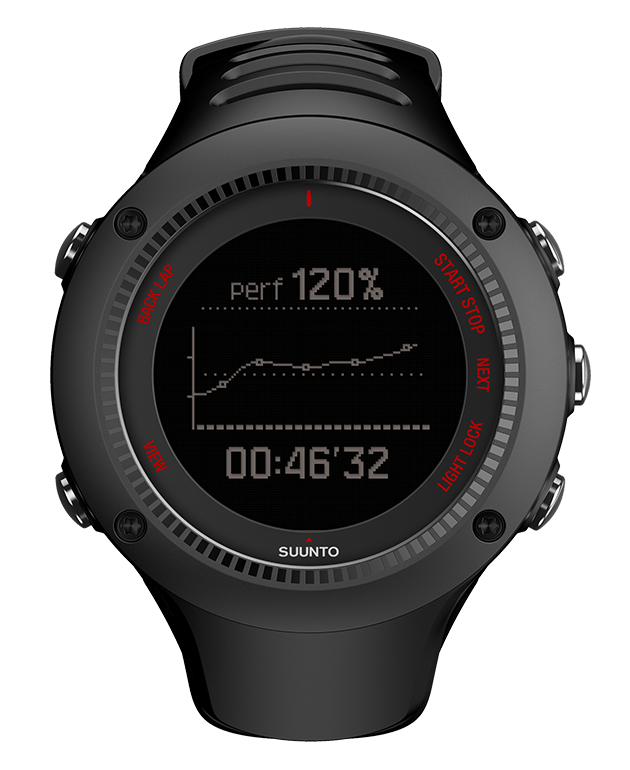 perf 120%
BACK LAP
START STOP
NEXT
VIEW
LIGHT LOCK
00:46'32
SUUNTO